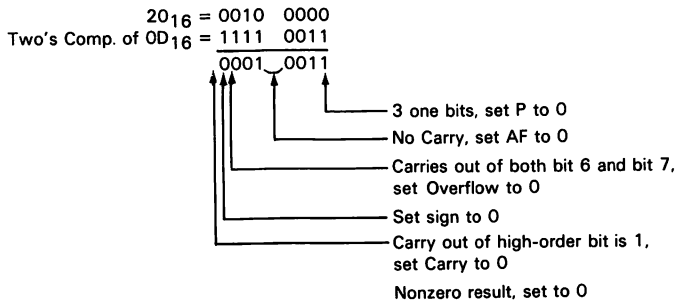 20₁₆ = 0010 0000
Two's Comp. of 0D₁₆ = 1111 0011
0001 0011
3 one bits, set P to 0
No Carry, set AF to 0
Carries out of both bit 6 and bit 7,
set Overflow to 0
Set sign to 0
Carry out of high-order bit is 1,
set Carry to 0
Nonzero result, set to 0